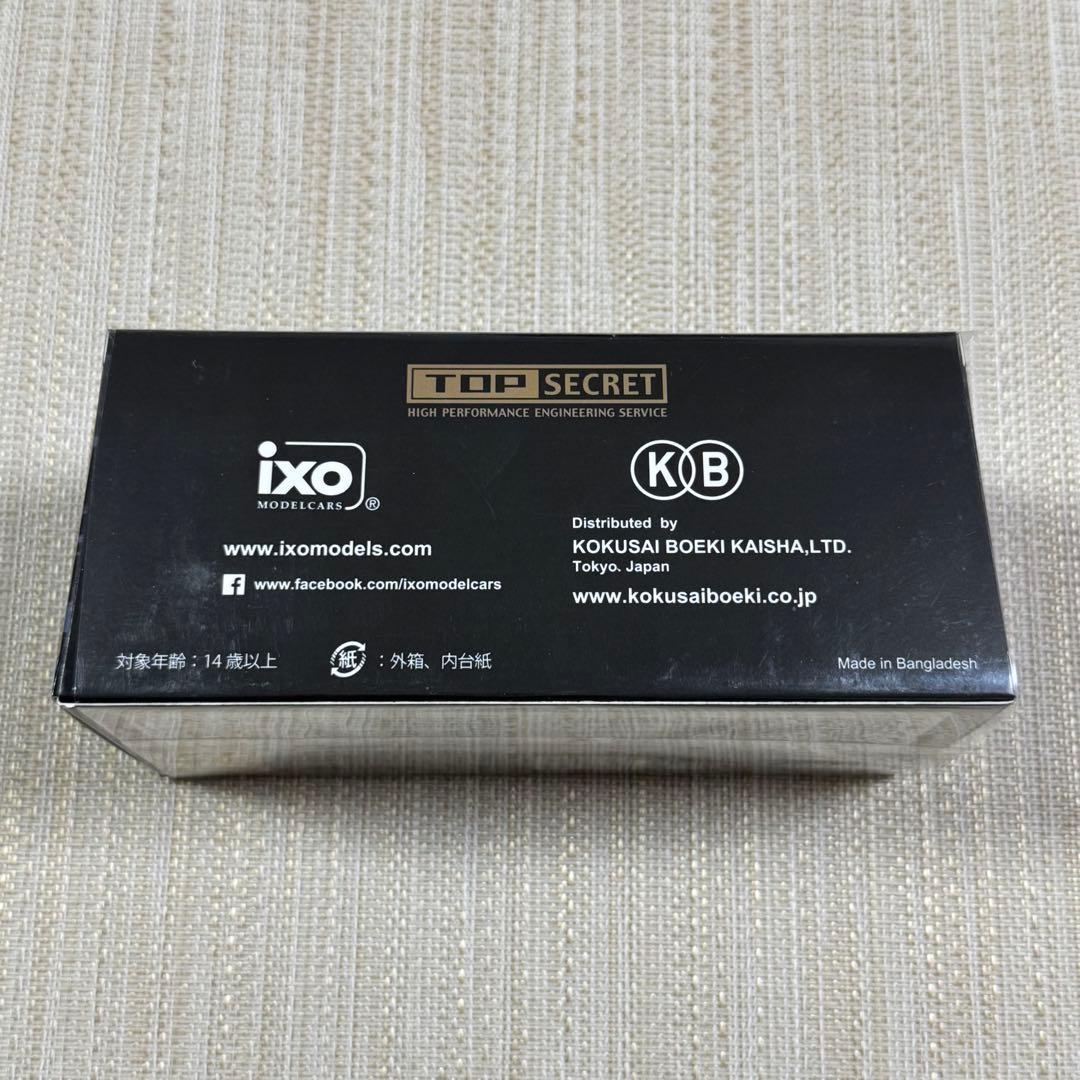 TOP SECRET
HIGH PERFORMANCE ENGINEERING SERVICE
ixo
MODELCARS ®
www.ixomodels.com
f www.facebook.com/ixomodelcars
K B
Distributed by
KOKUSAI BOEKI KAISHA,LTD.
Tokyo、Japan
www.kokusaiboeki.co.jp
対象年齢：14歳以上
紙：外箱、内台紙
Made in Bangladesh